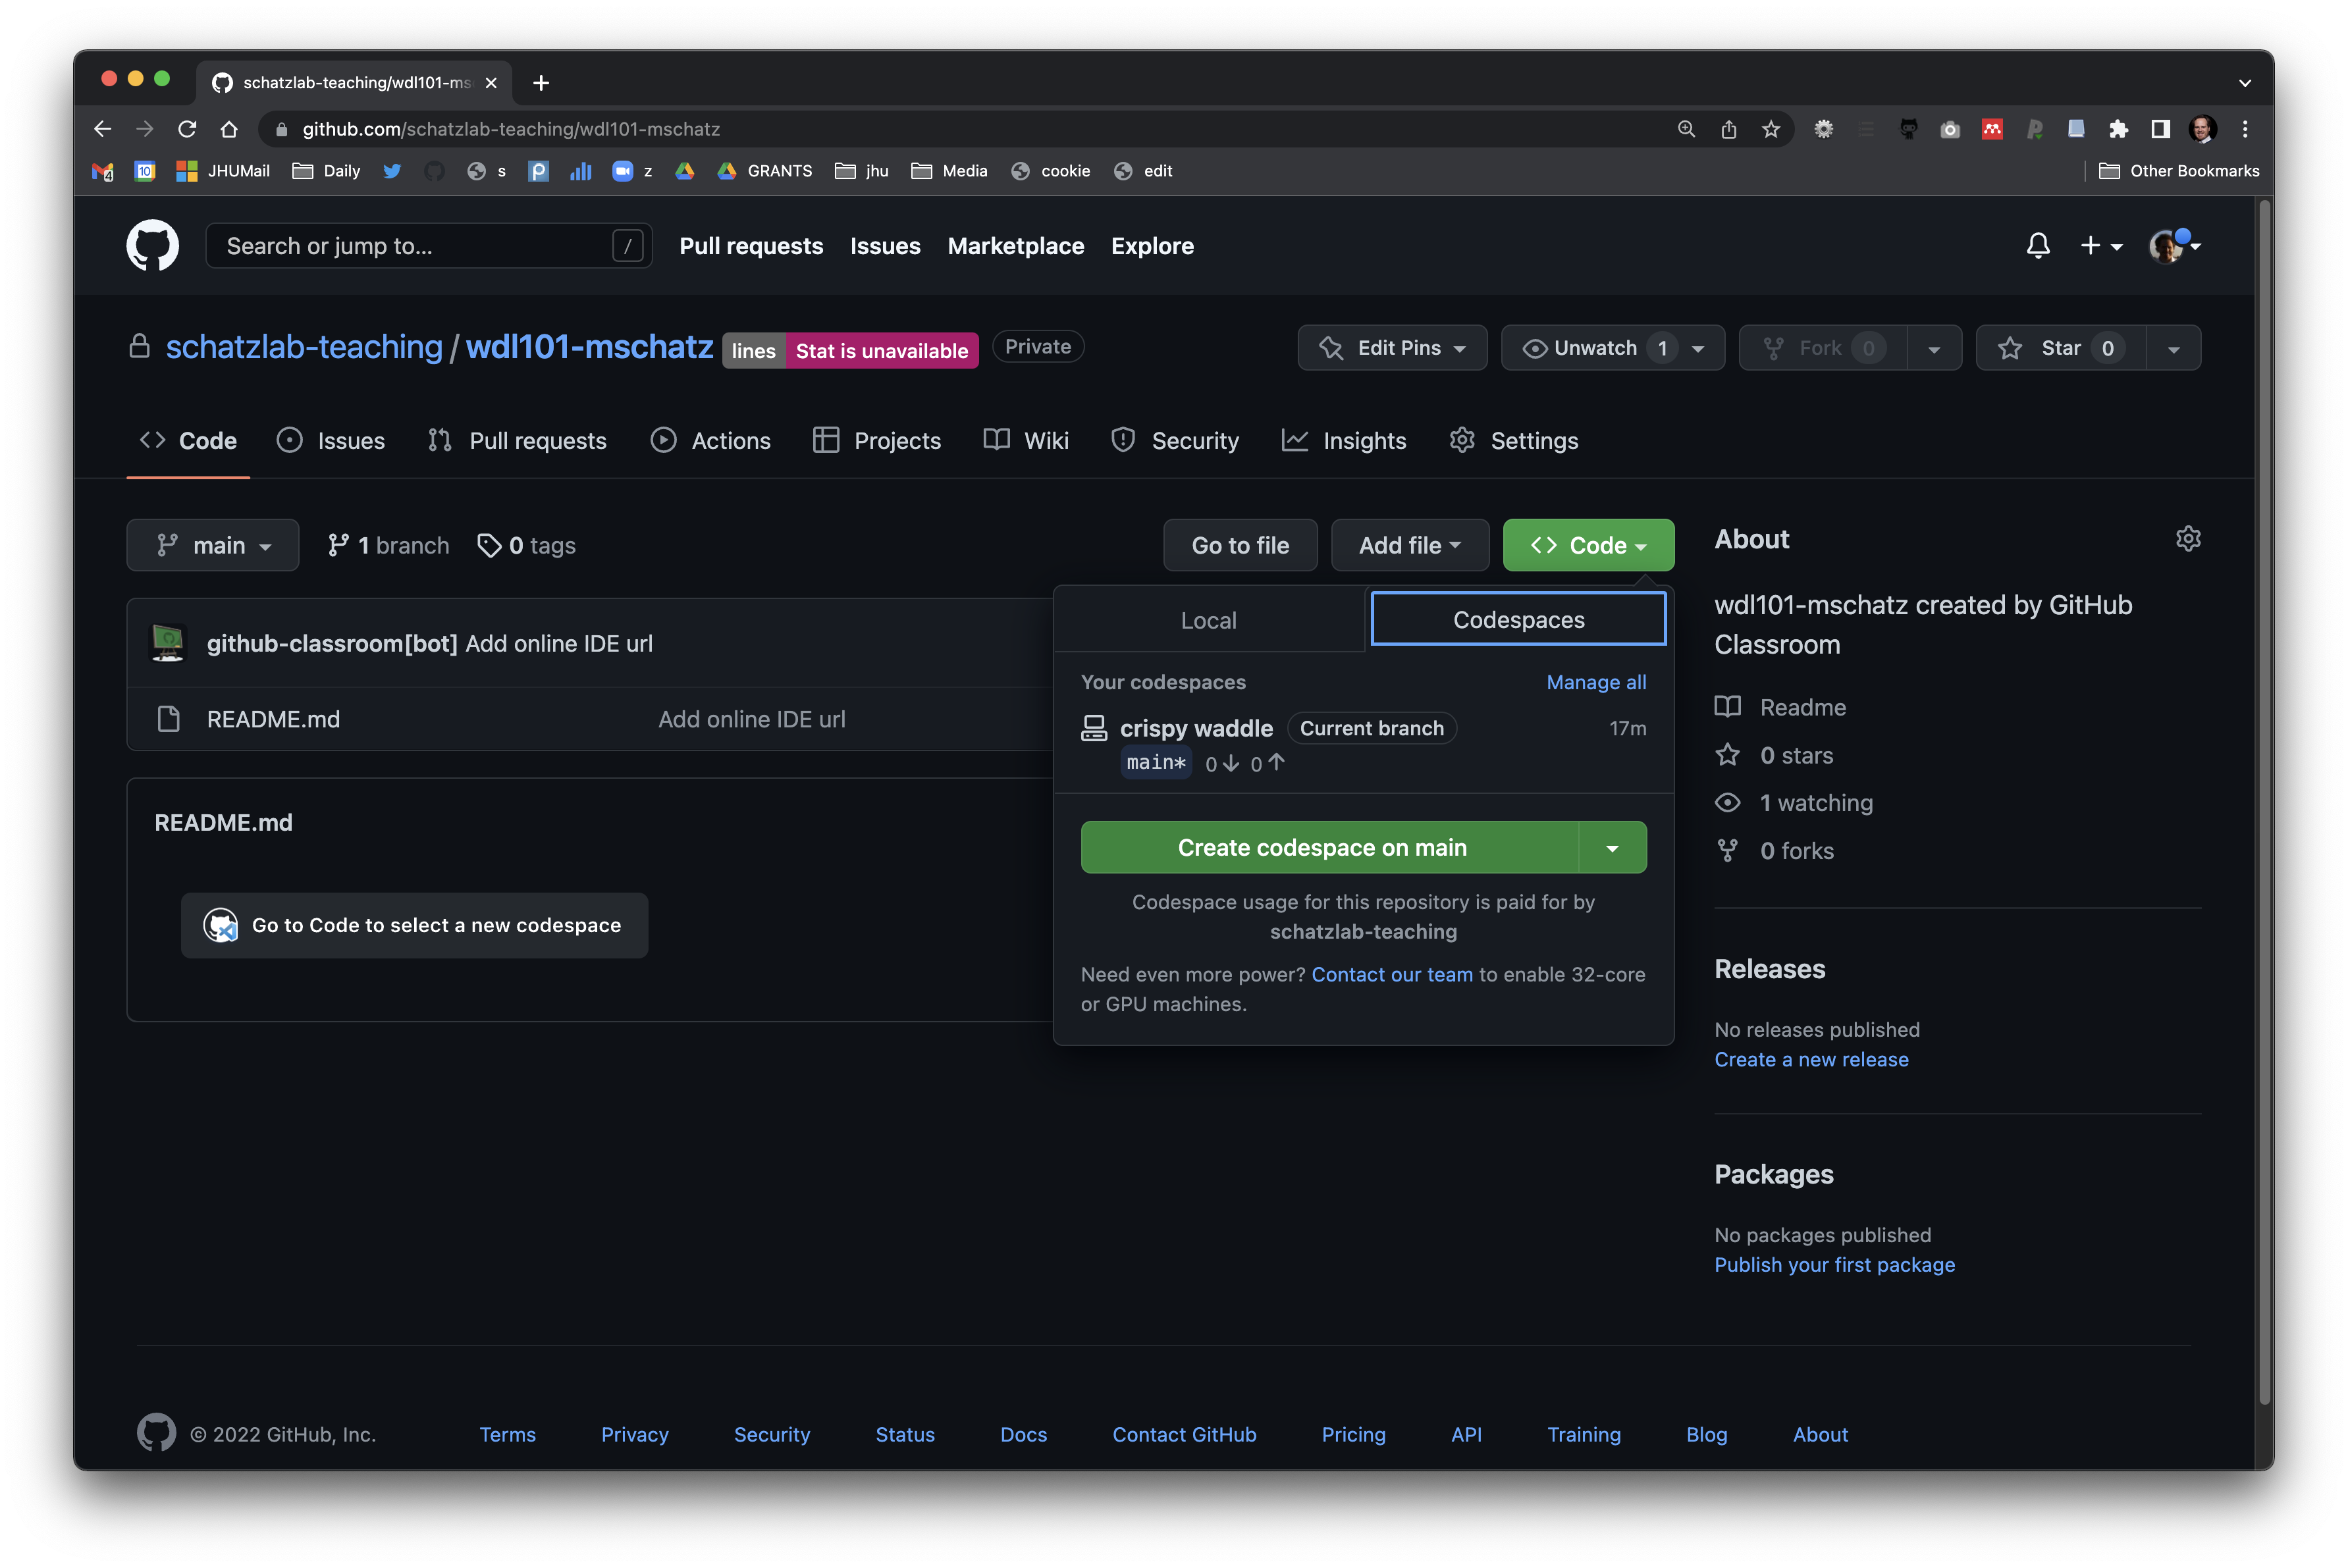 schatzlab-teaching/wdl101-ms
github.com/schatzlab-teaching/wdl101-mschatz
4 10 JHUMail Daily s P z GRANTS jhu Media cookie edit Other Bookmarks
Search or jump to... / Pull requests Issues Marketplace Explore
schatzlab-teaching / wdl101-mschatz lines Stat is unavailable Private Edit Pins Unwatch 1 Fork 0 Star 0
Code Issues Pull requests Actions Projects Wiki Security Insights Settings
main 1 branch 0 tags Go to file Add file Code
About
wdl101-mschatz created by GitHub
Classroom
Readme
0 stars
1 watching
0 forks
Releases
No releases published
Create a new release
Packages
No packages published
Publish your first package
github-classroom[bot] Add online IDE url
README.md Add online IDE url
README.md
Go to Code to select a new codespace
Local Codespaces
Your codespaces Manage all
crispy waddle Current branch 17m
main* 0 ↓ 0 ↑
Create codespace on main
Codespace usage for this repository is paid for by
schatzlab-teaching
Need even more power? Contact our team to enable 32-core
or GPU machines.
© 2022 GitHub, Inc. Terms Privacy Security Status Docs Contact GitHub Pricing API Training Blog About